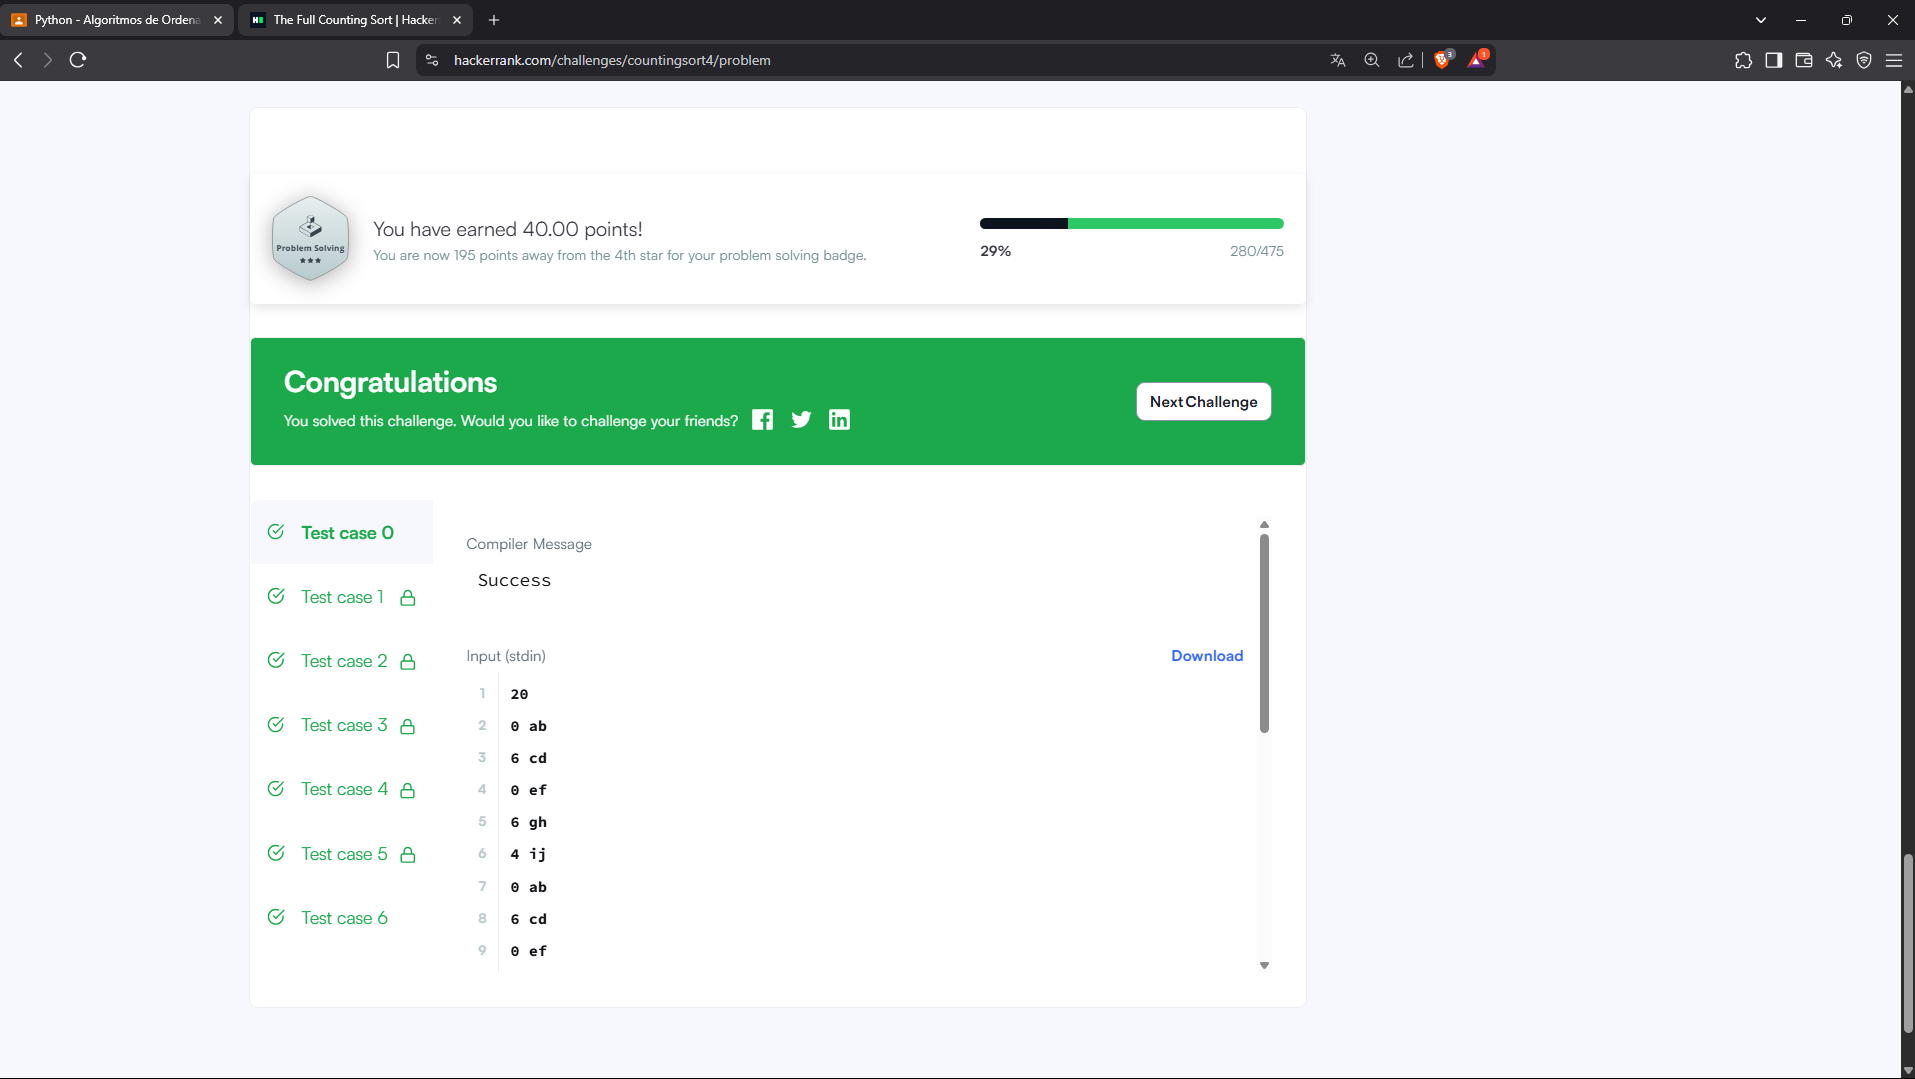 Python - Algoritmos de Ordena
The Full Counting Sort | Hacker
hackerrank.com/challenges/countingsort4/problem
3
1
Problem Solving
You have earned 40.00 points!
You are now 195 points away from the 4th star for your problem solving badge.
29%
280/475
Congratulations
You solved this challenge. Would you like to challenge your friends?
Next Challenge
Test case 0
Test case 1
Test case 2
Test case 3
Test case 4
Test case 5
Test case 6
Compiler Message
Success
Input (stdin)
Download
1 20
2 0 ab
3 6 cd
4 0 ef
5 6 gh
6 4 ij
7 0 ab
8 6 cd
9 0 ef